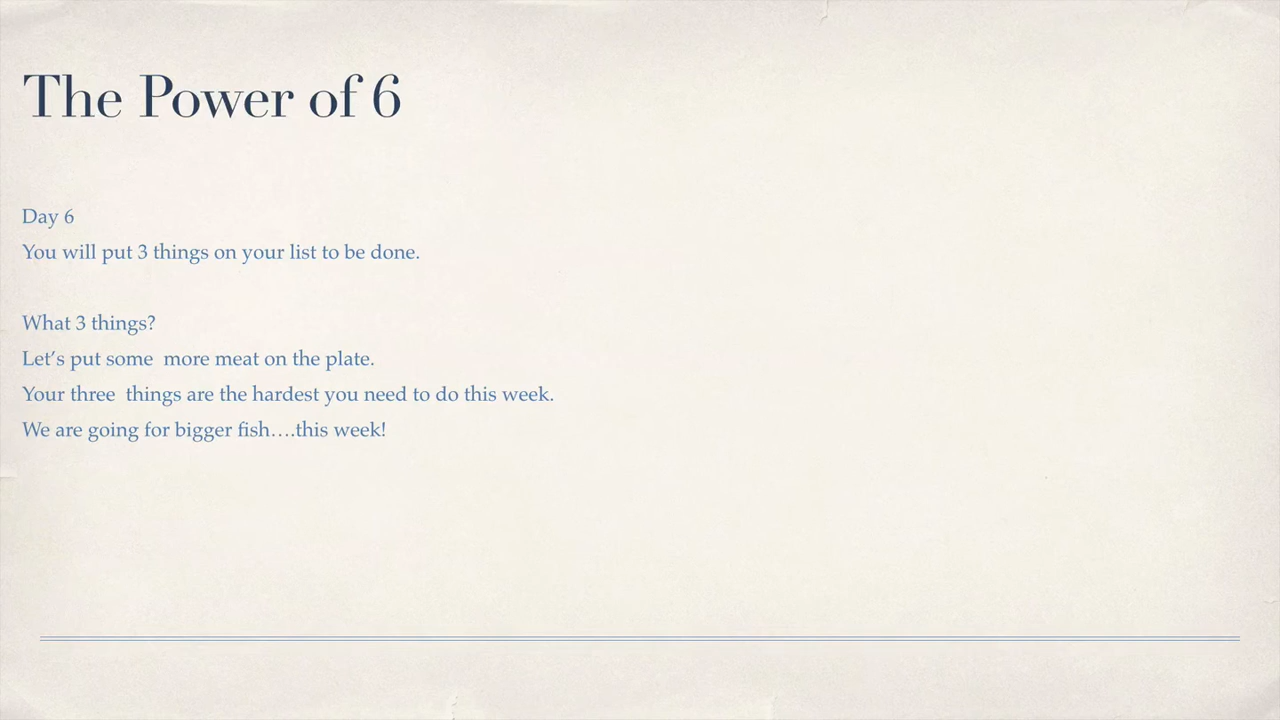 The Power of 6
Day 6
You will put 3 things on your list to be done.
What 3 things?
Let’s put some  more meat on the plate.
Your three  things are the hardest you need to do this week.
We are going for bigger fish….this week!